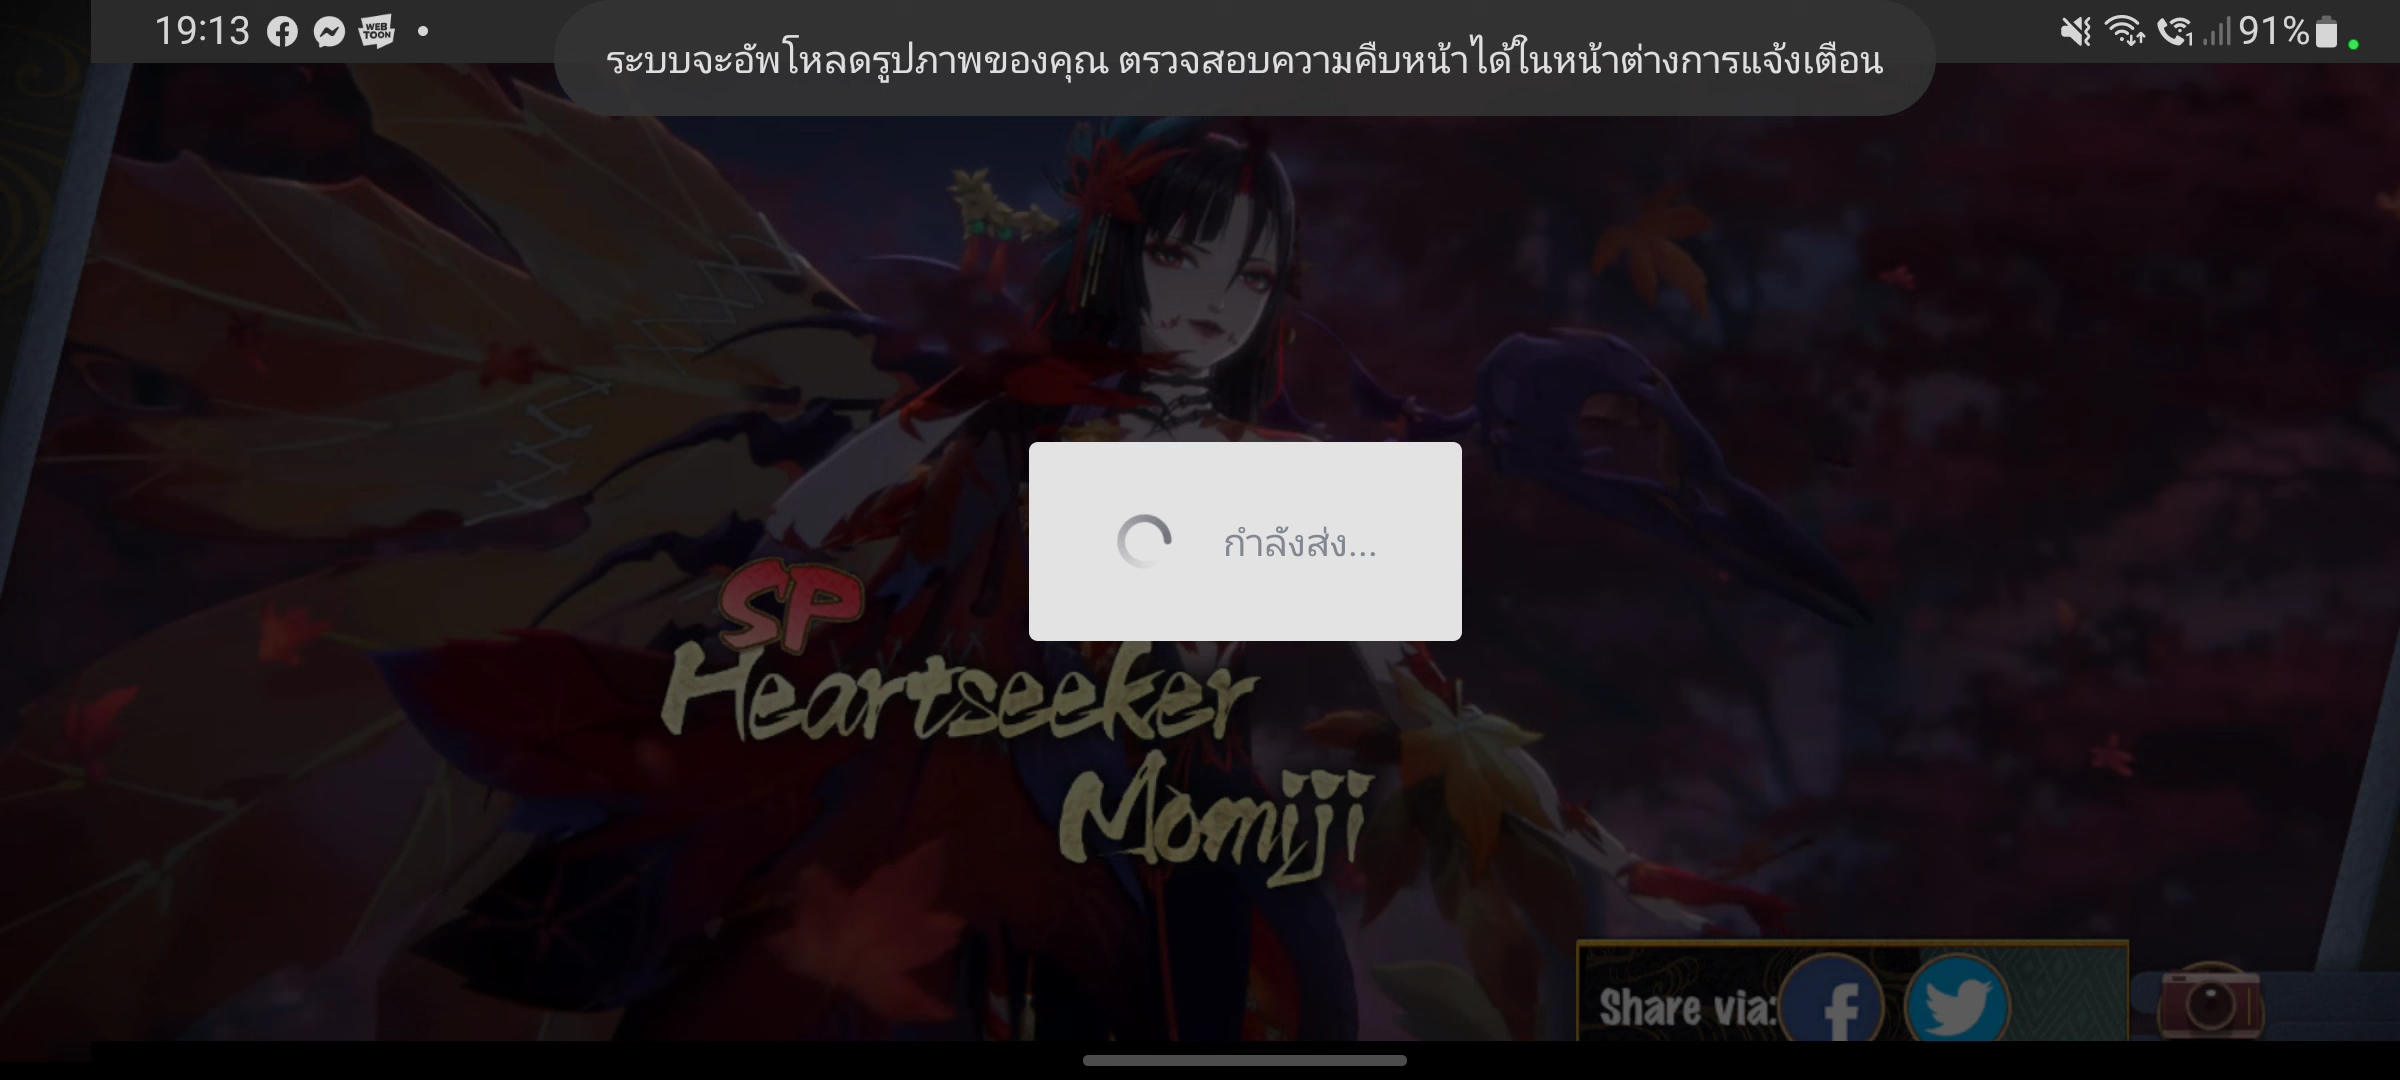 19:13
WEB
TOON
91%
ระบบจะอัพโหลดรูปภาพของคุณ ตรวจสอบความคืบหน้าได้ในหน้าต่างการแจ้งเตือน
กำลังส่ง...
SP
Heartseeker
Momiji
Share via: